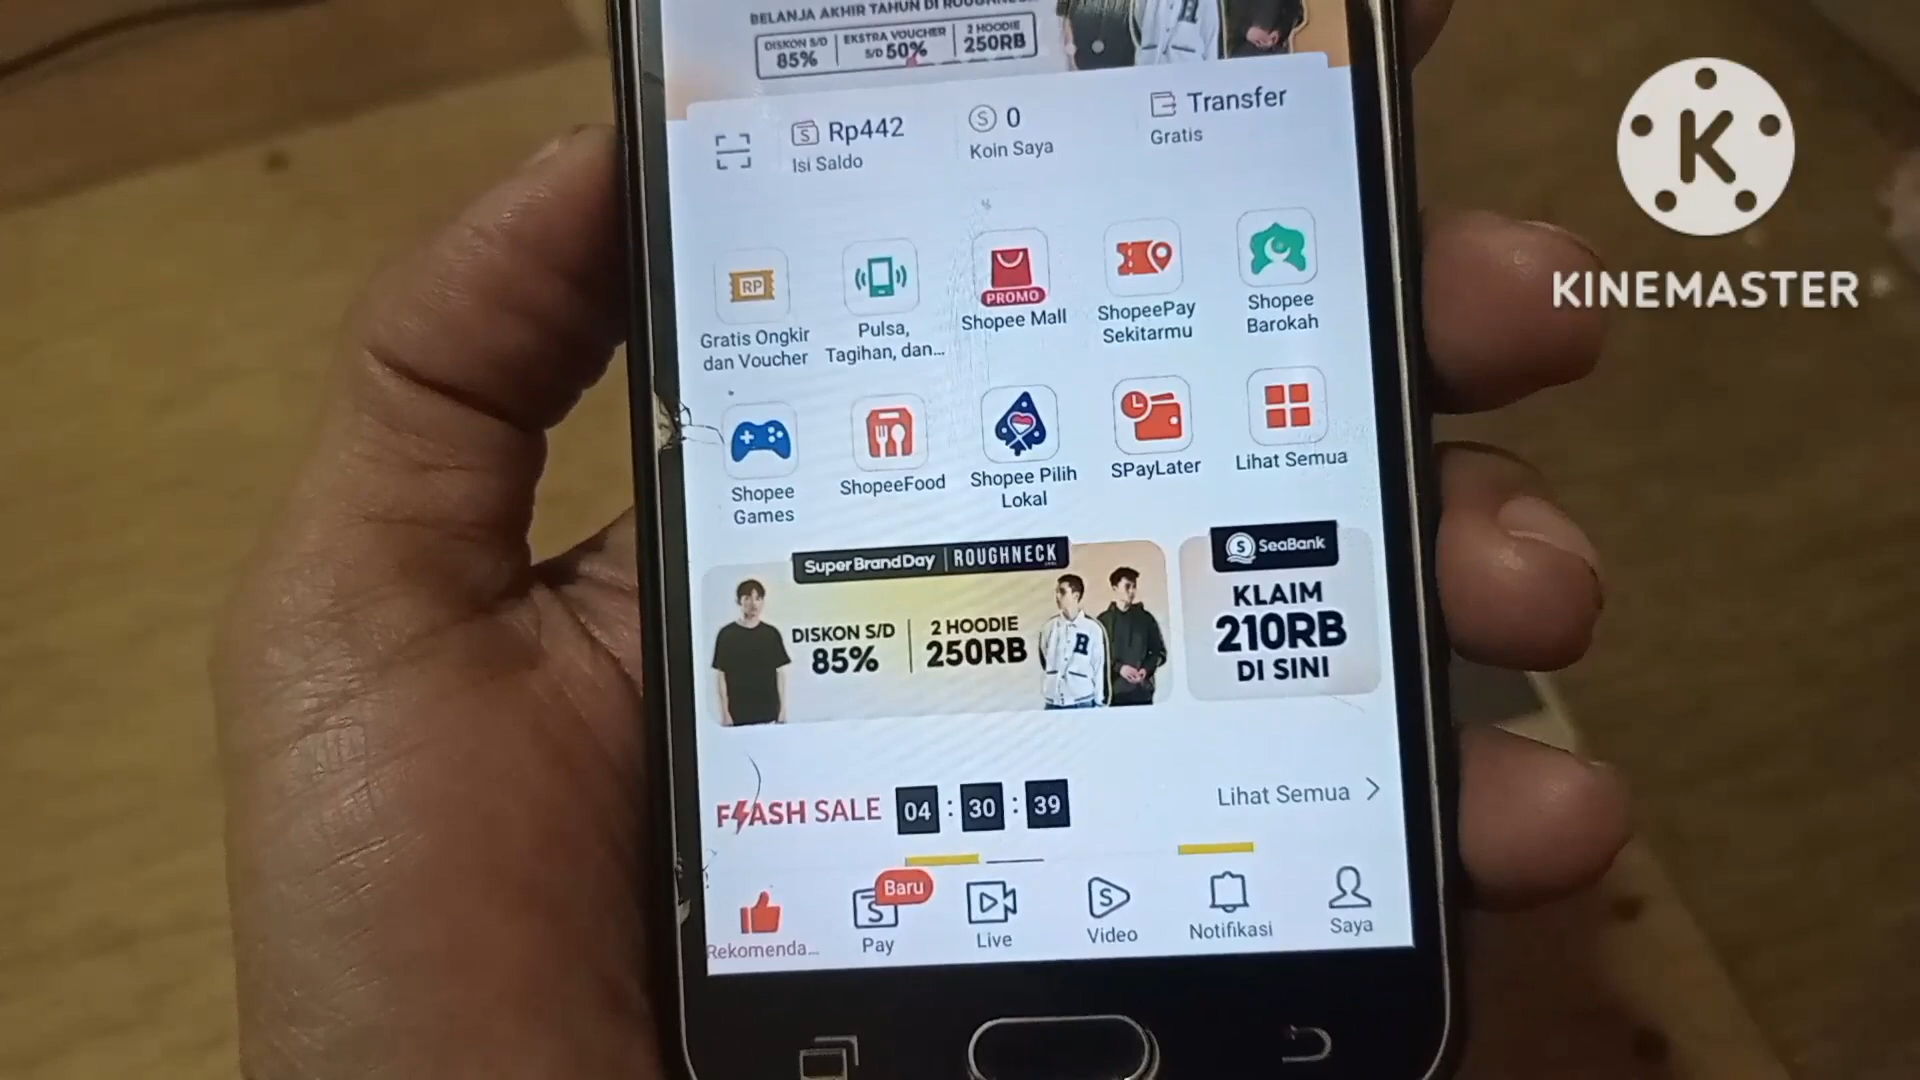 BELANJA AKHIR TAHUN DI ROUGHNECK
DISKON S/D
85%
EKSTRA VOUCHER
S/D 50%
2 HOODIE
250RB
Rp442
Isi Saldo
0
Koin Saya
Transfer
Gratis
K
KINEMASTER
RP
Gratis Ongkir
dan Voucher
Pulsa,
Tagihan, dan...
PROMO
Shopee Mall
ShopeePay
Sekitarmu
Shopee
Barokah
Shopee
Games
ShopeeFood
Shopee Pilih
Lokal
SPayLater
Lihat Semua
Super Brand Day
ROUGHNECK
DISKON S/D
85%
2 HOODIE
250RB
R
SeaBank
KLAIM
210RB
DI SINI
FLASH SALE 04 : 30 : 39
Lihat Semua >
Baru
Rekomenda...
Pay
Live
Video
Notifikasi
Saya